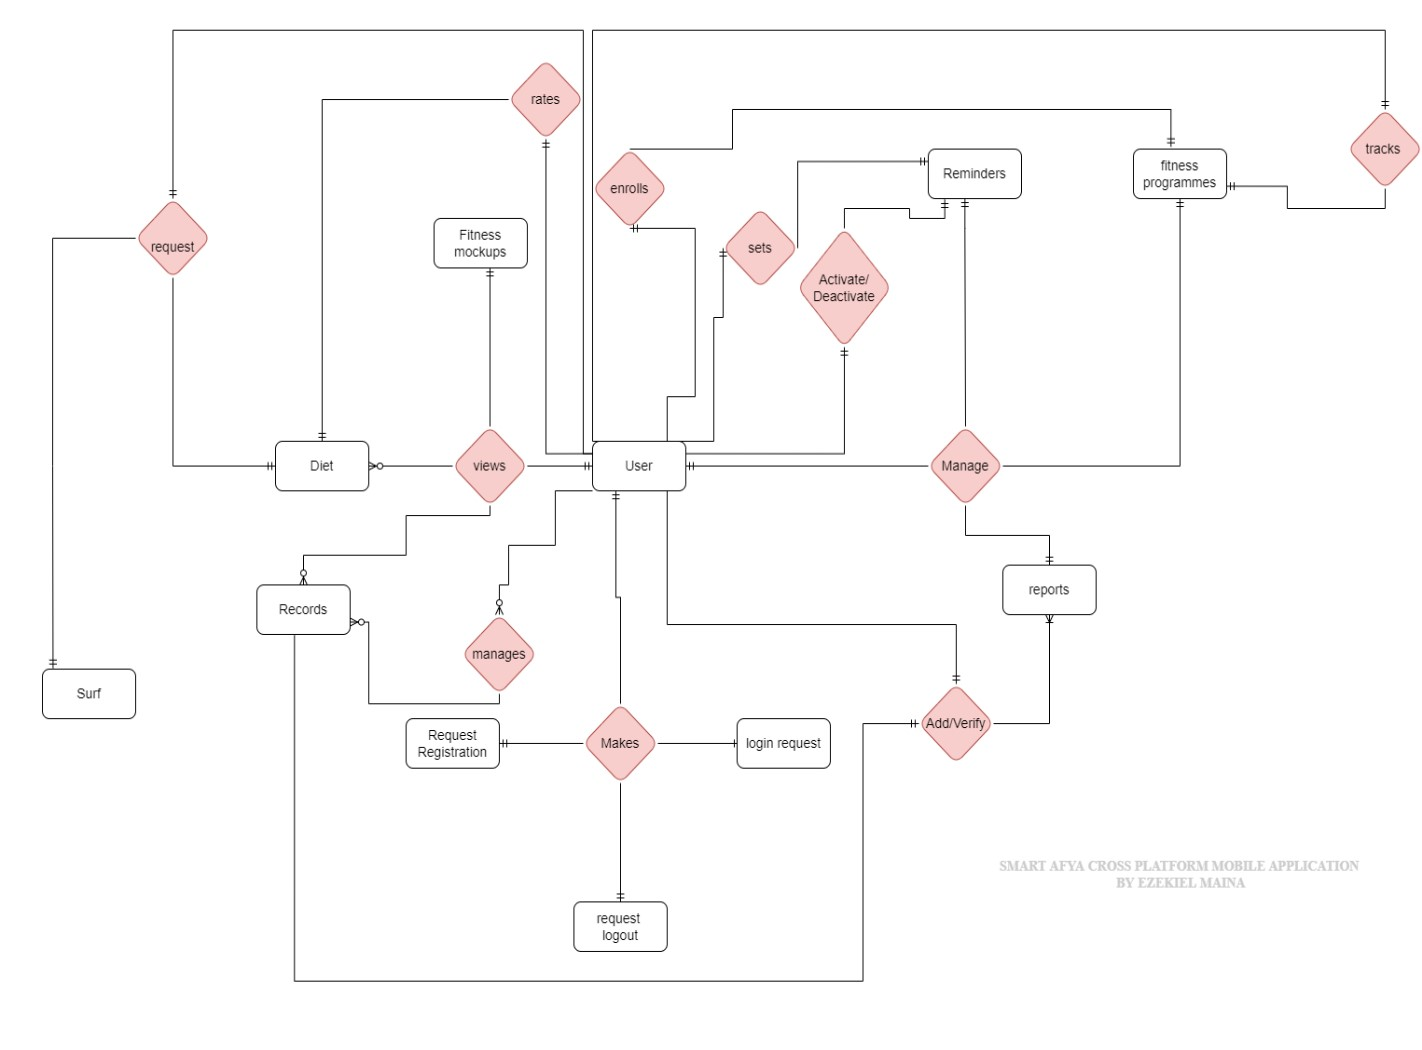 rates
tracks
fitness
programmes
Reminders
enrolls
Fitness
mockups
request
sets
Activate/
Deactivate
Diet
views
User
Manage
Records
reports
manages
Surf
Request
Registration
Makes
login request
Add/Verify
SMART AFYA CROSS PLATFORM MOBILE APPLICATION
BY EZEKIEL MAINA
request
logout